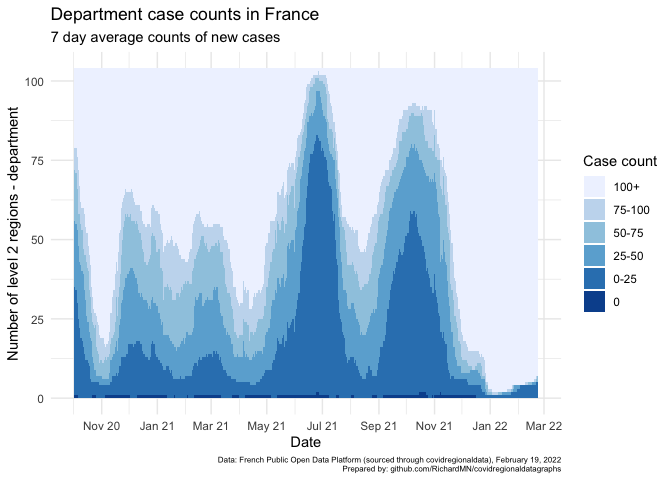 Department case counts in France
7 day average counts of new cases
Number of level 2 regions - department
100
75
50
25
0
Nov 20
Jan 21
Mar 21
May 21
Jul 21
Sep 21
Nov 21
Jan 22
Mar 22
Date
Case count
100+
75-100
50-75
25-50
0-25
0
Data: French Public Open Data Platform (sourced through covidregionaldata), February 19, 2022
Prepared by: github.com/RichardMN/covidregionaldatagraphs